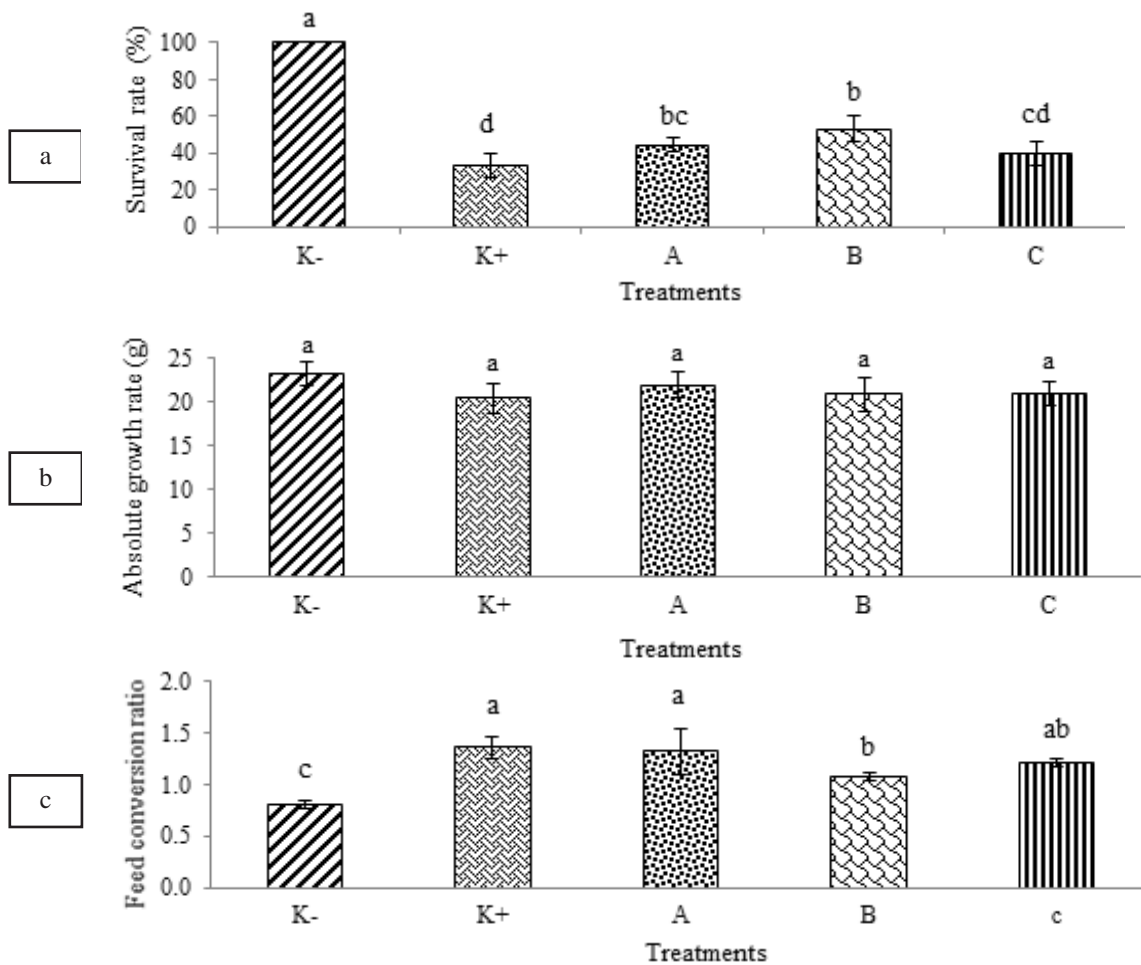 a
Survival rate (%)
100
80
60
40
20
0
a
d
bc
b
cd
K-
K+
A
B
C
Treatments
b
Absolute growth rate (g)
25
20
15
10
5
0
a
a
a
a
a
K-
K+
A
B
C
Treatments
c
Feed conversion ratio
2.0
1.5
1.0
0.5
0.0
c
a
a
b
ab
K-
K+
A
B
c
Treatments